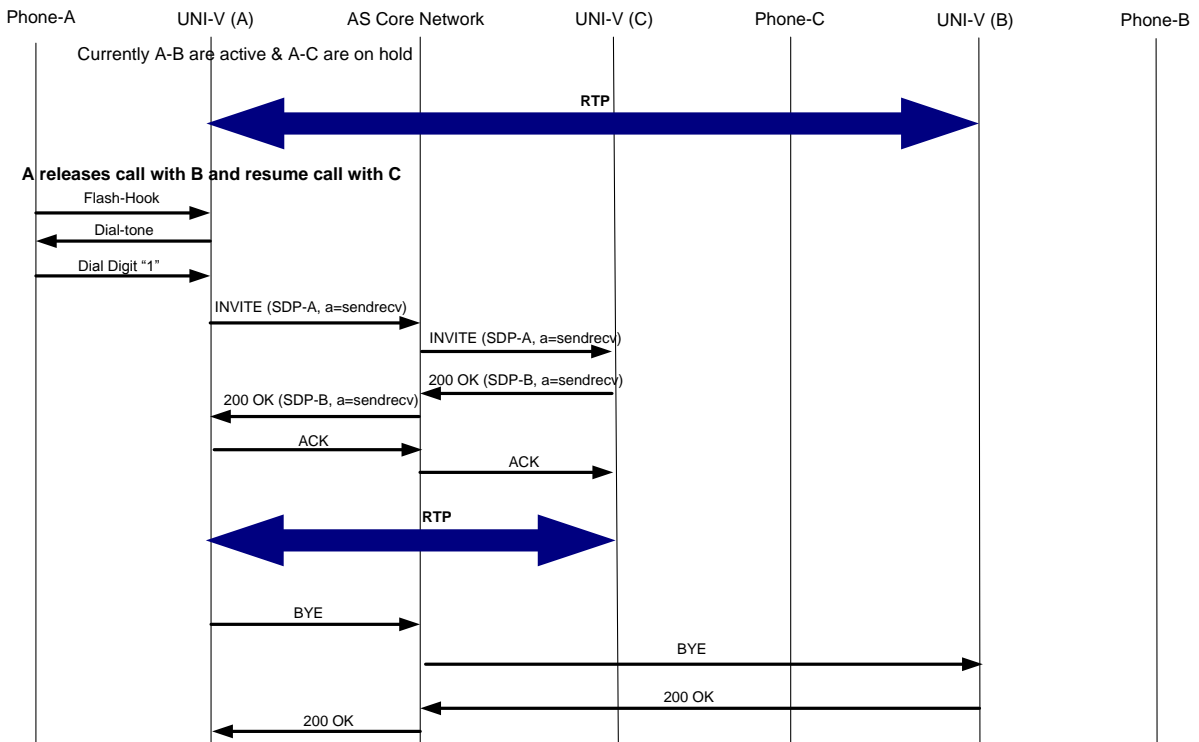 Phone-A
UNI-V (A)
AS Core Network
UNI-V (C)
Phone-C
UNI-V (B)
Phone-B
Currently A-B are active & A-C are on hold
RTP
A releases call with B and resume call with C
Flash-Hook
Dial-tone
Dial Digit “1”
INVITE (SDP-A, a=sendrecv)
INVITE (SDP-A, a=sendrecv)
200 OK (SDP-B, a=sendrecv)
200 OK (SDP-B, a=sendrecv)
ACK
ACK
RTP
BYE
BYE
200 OK
200 OK